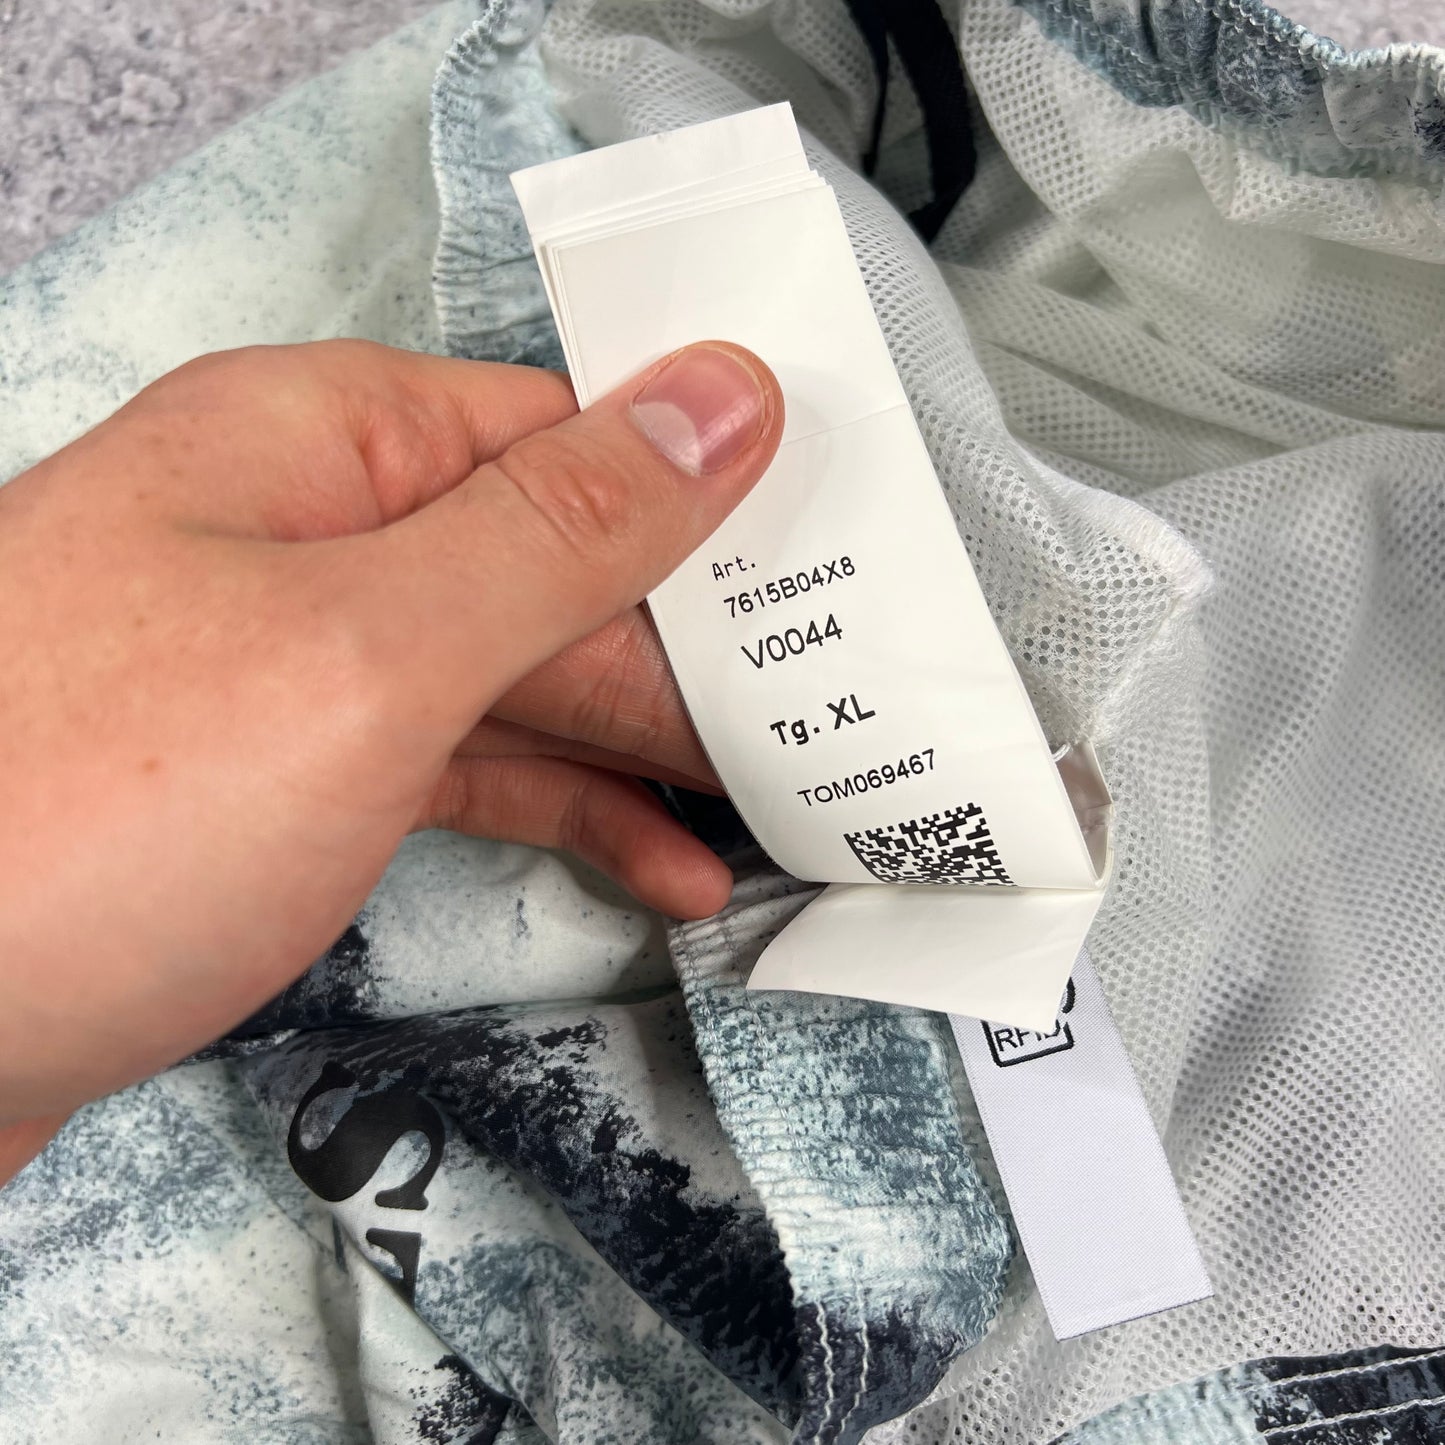 Art.
7615B04X8
V0044
Tg. XL
TOM069467
RFID
S